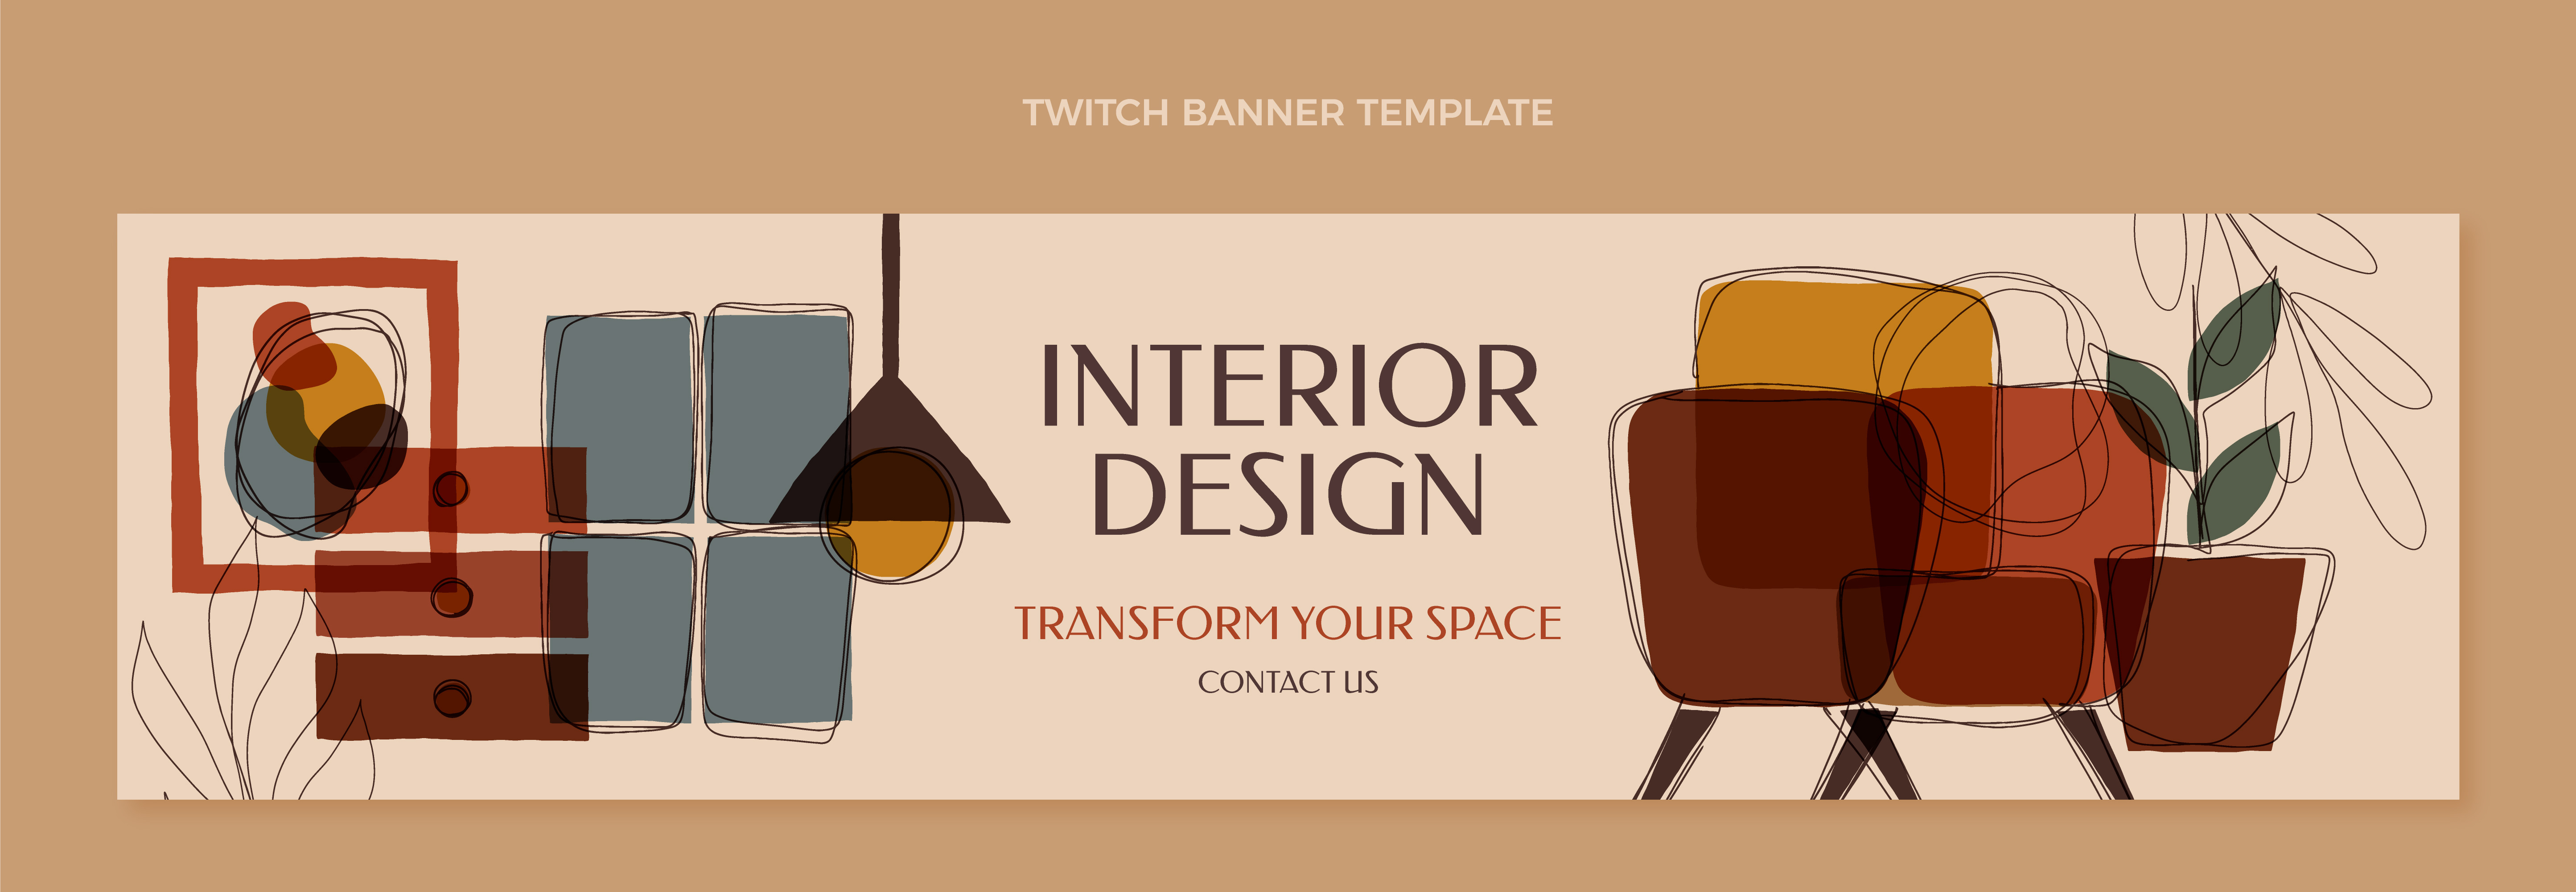 TWITCH BANNER TEMPLATE
INTERIOR
DESIGN
TRANSFORM YOUR SPACE
CONTACT US